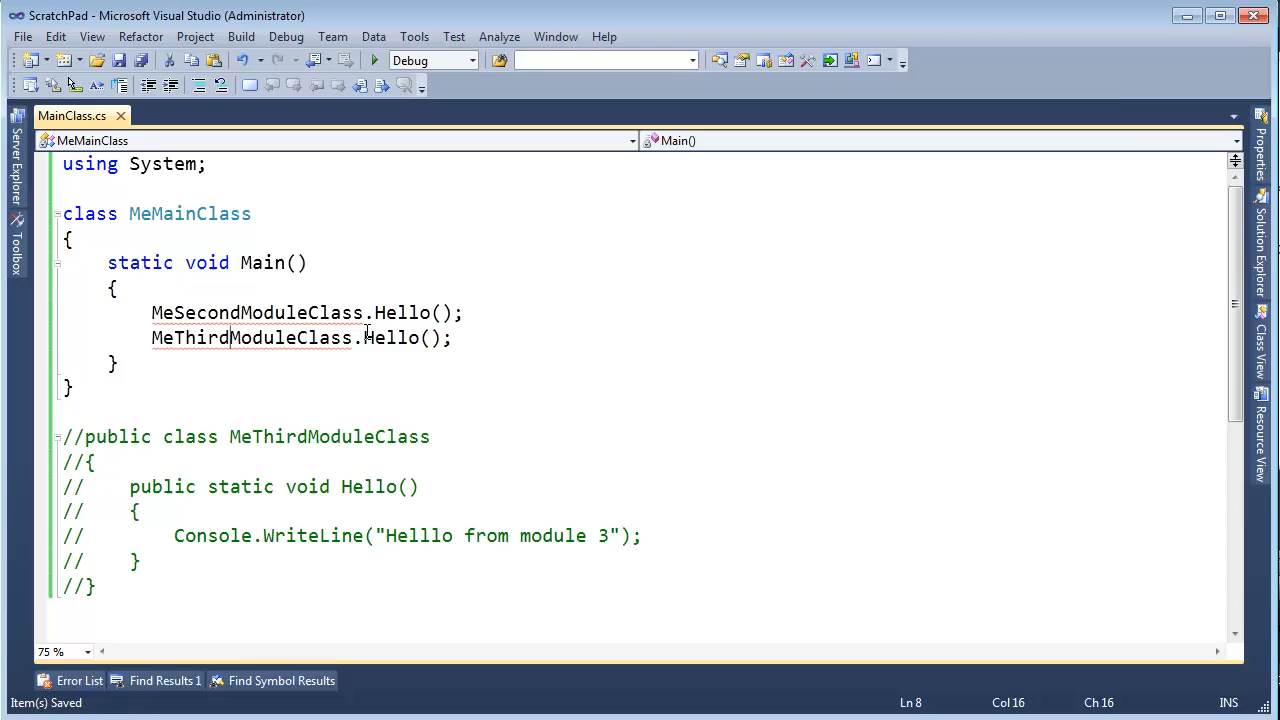 ScratchPad - Microsoft Visual Studio (Administrator)
File Edit View Refactor Project Build Debug Team Data Tools Test Analyze Window Help
Debug
MainClass.cs
MeMainClass
Main()
Server Explorer
Toolbox
using System;
class MeMainClass
{
static void Main()
{
MeSecondModuleClass.Hello();
MeThirdModuleClass.Hello();
}
}
//public class MeThirdModuleClass
//{
//    public static void Hello()
//    {
//        Console.WriteLine("Helllo from module 3");
//    }
//}
Properties
Solution Explorer
Class View
Resource View
75 %
Error List Find Results 1 Find Symbol Results
Item(s) Saved Ln 8 Col 16 Ch 16 INS